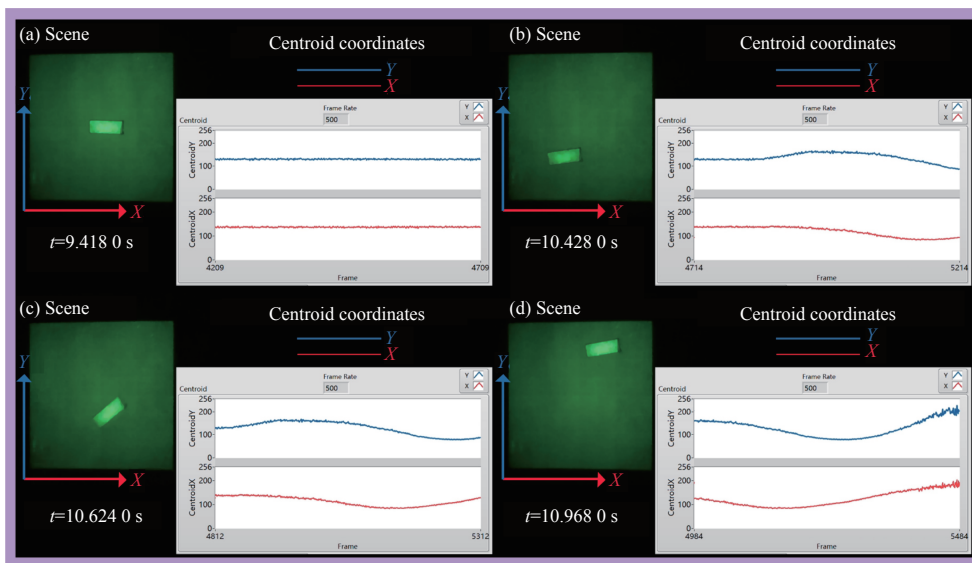 (a) Scene
Centroid coordinates
Y
X
Y
X
t=9.418 0 s
Frame Rate
500
Y
X
Centroid
CentroidY
256
200
100
0
CentroidX
256
200
100
0
4209
4709
Frame
(b) Scene
Centroid coordinates
Y
X
Y
X
t=10.428 0 s
Frame Rate
500
Y
X
Centroid
CentroidY
256
200
100
0
CentroidX
256
200
100
0
4714
5214
Frame
(c) Scene
Centroid coordinates
Y
X
Y
X
t=10.624 0 s
Frame Rate
500
Y
X
Centroid
CentroidY
256
200
100
0
CentroidX
256
200
100
0
4812
5312
Frame
(d) Scene
Centroid coordinates
Y
X
Y
X
t=10.968 0 s
Frame Rate
500
Y
X
Centroid
CentroidY
256
200
100
0
CentroidX
256
200
100
0
4984
5484
Frame